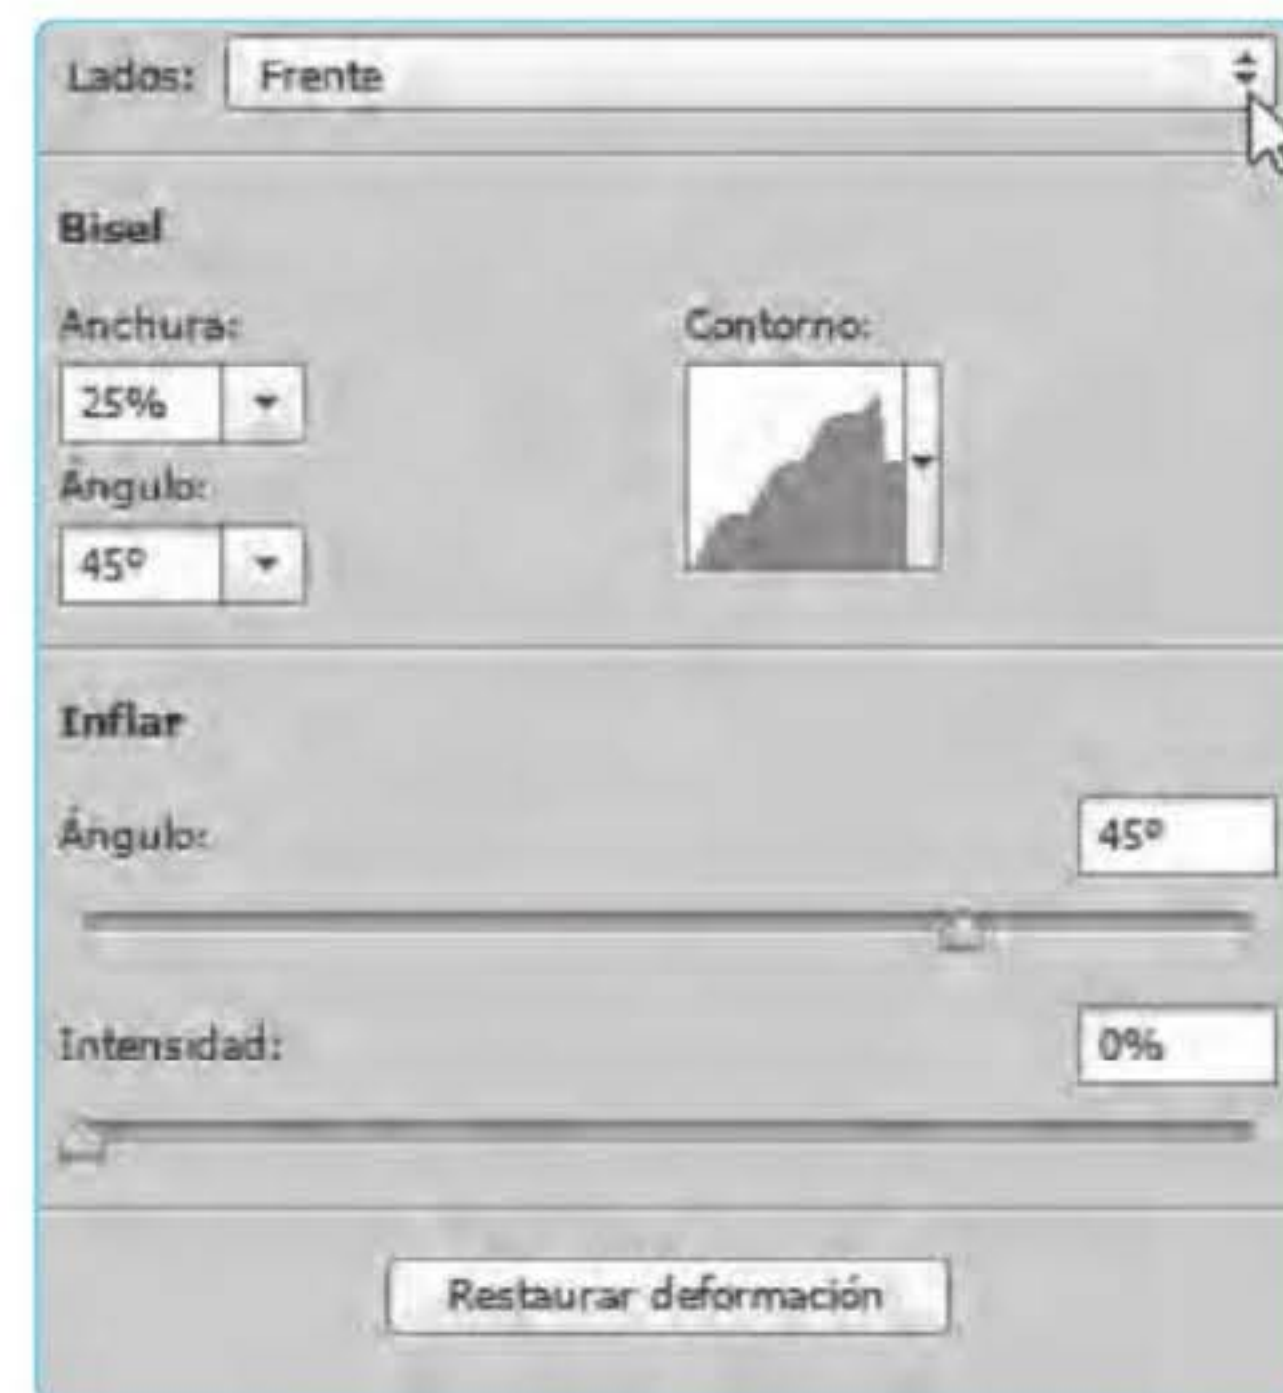 Lados: Frente
Bisel
Anchura:
25%
Contorno:
Ángulo:
45º
Inflar
Ángulo:
45º
Intensidad:
0%
Restaurar deformación